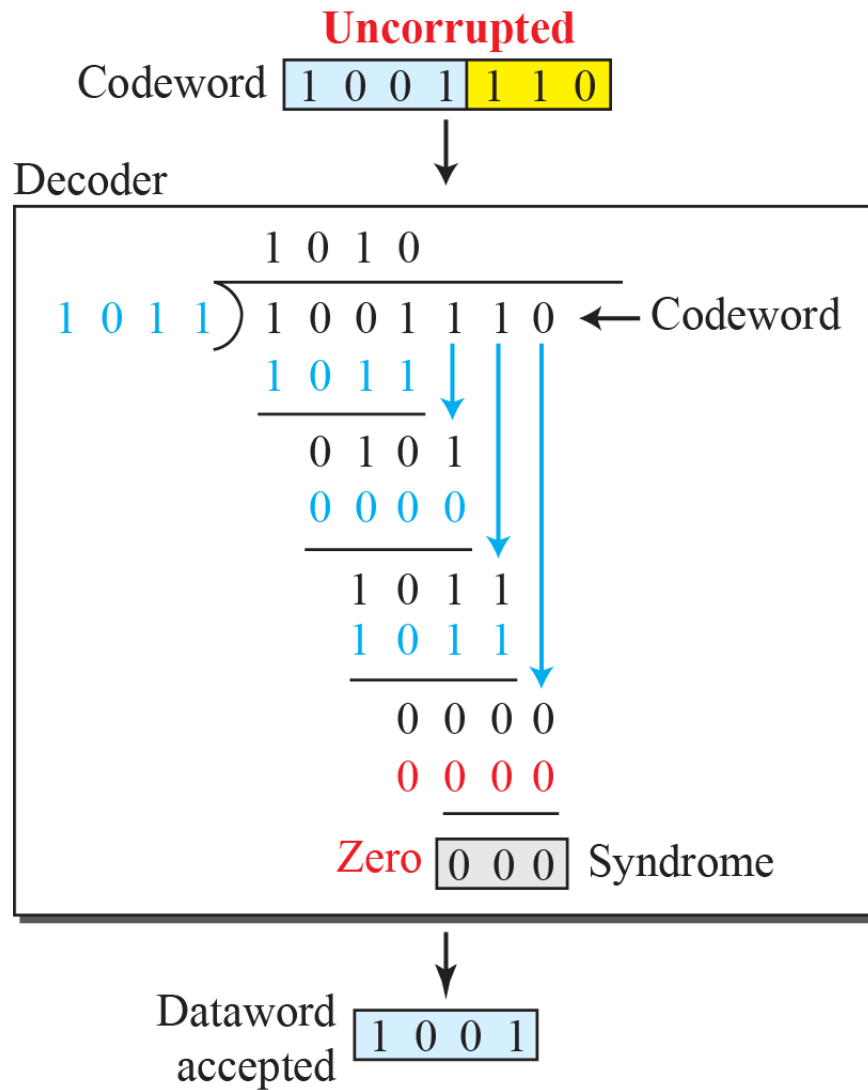 Uncorrupted
Codeword 1 0 0 1 1 1 0
Decoder
1 0 1 0
1 0 1 1 1 0 0 1 1 1 0 Codeword
1 0 1 1
0 1 0 1
0 0 0 0
1 0 1 1
1 0 1 1
0 0 0 0
0 0 0 0
Zero 0 0 0 Syndrome
Dataword
accepted 1 0 0 1